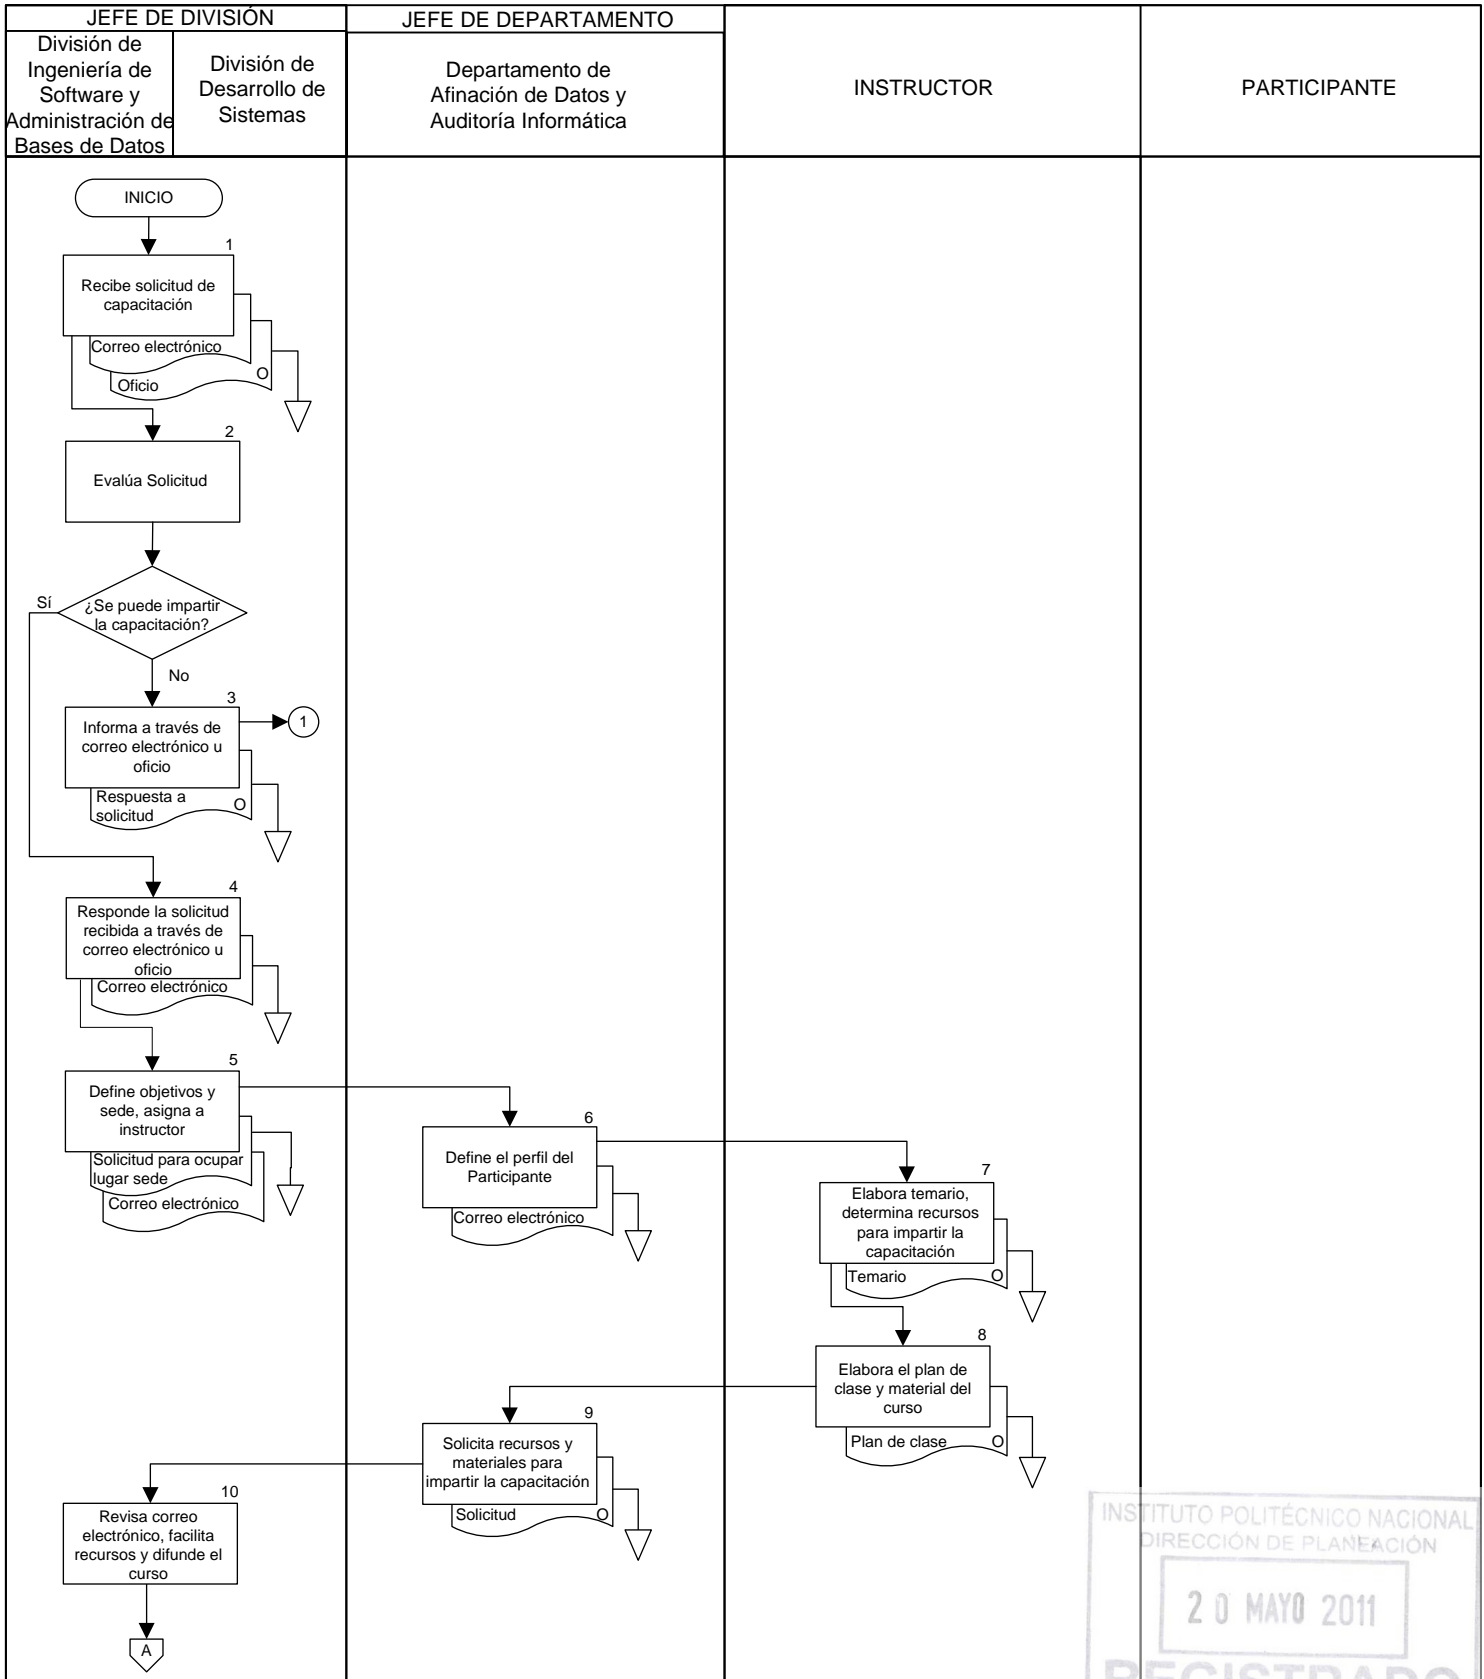 JEFE DE DIVISIÓN
JEFE DE DEPARTAMENTO
División de
Ingeniería de
Software y
Administración de
Bases de Datos
División de
Desarrollo de
Sistemas
Departamento de
Afinación de Datos y
Auditoría Informática
INSTRUCTOR
PARTICIPANTE
INICIO
1
Recibe solicitud de
capacitación
Correo electrónico
Oficio
O
2
Evalúa Solicitud
Sí
¿Se puede impartir
la capacitación?
No
3
Informa a través de
correo electrónico u
oficio
1
Respuesta a
solicitud
O
4
Responde la solicitud
recibida a través de
correo electrónico u
oficio
Correo electrónico
5
Define objetivos y
sede, asigna a
instructor
Solicitud para ocupar
lugar sede
Correo electrónico
6
Define el perfil del
Participante
Correo electrónico
7
Elabora temario,
determina recursos
para impartir la
capacitación
Temario
O
8
Elabora el plan de
clase y material del
curso
Plan de clase
O
9
Solicita recursos y
materiales para
impartir la capacitación
Solicitud
O
10
Revisa correo
electrónico, facilita
recursos y difunde el
curso
A
INSTITUTO POLITÉCNICO NACIONAL
DIRECCIÓN DE PLANEACIÓN
20 MAYO 2011
REGISTRADO